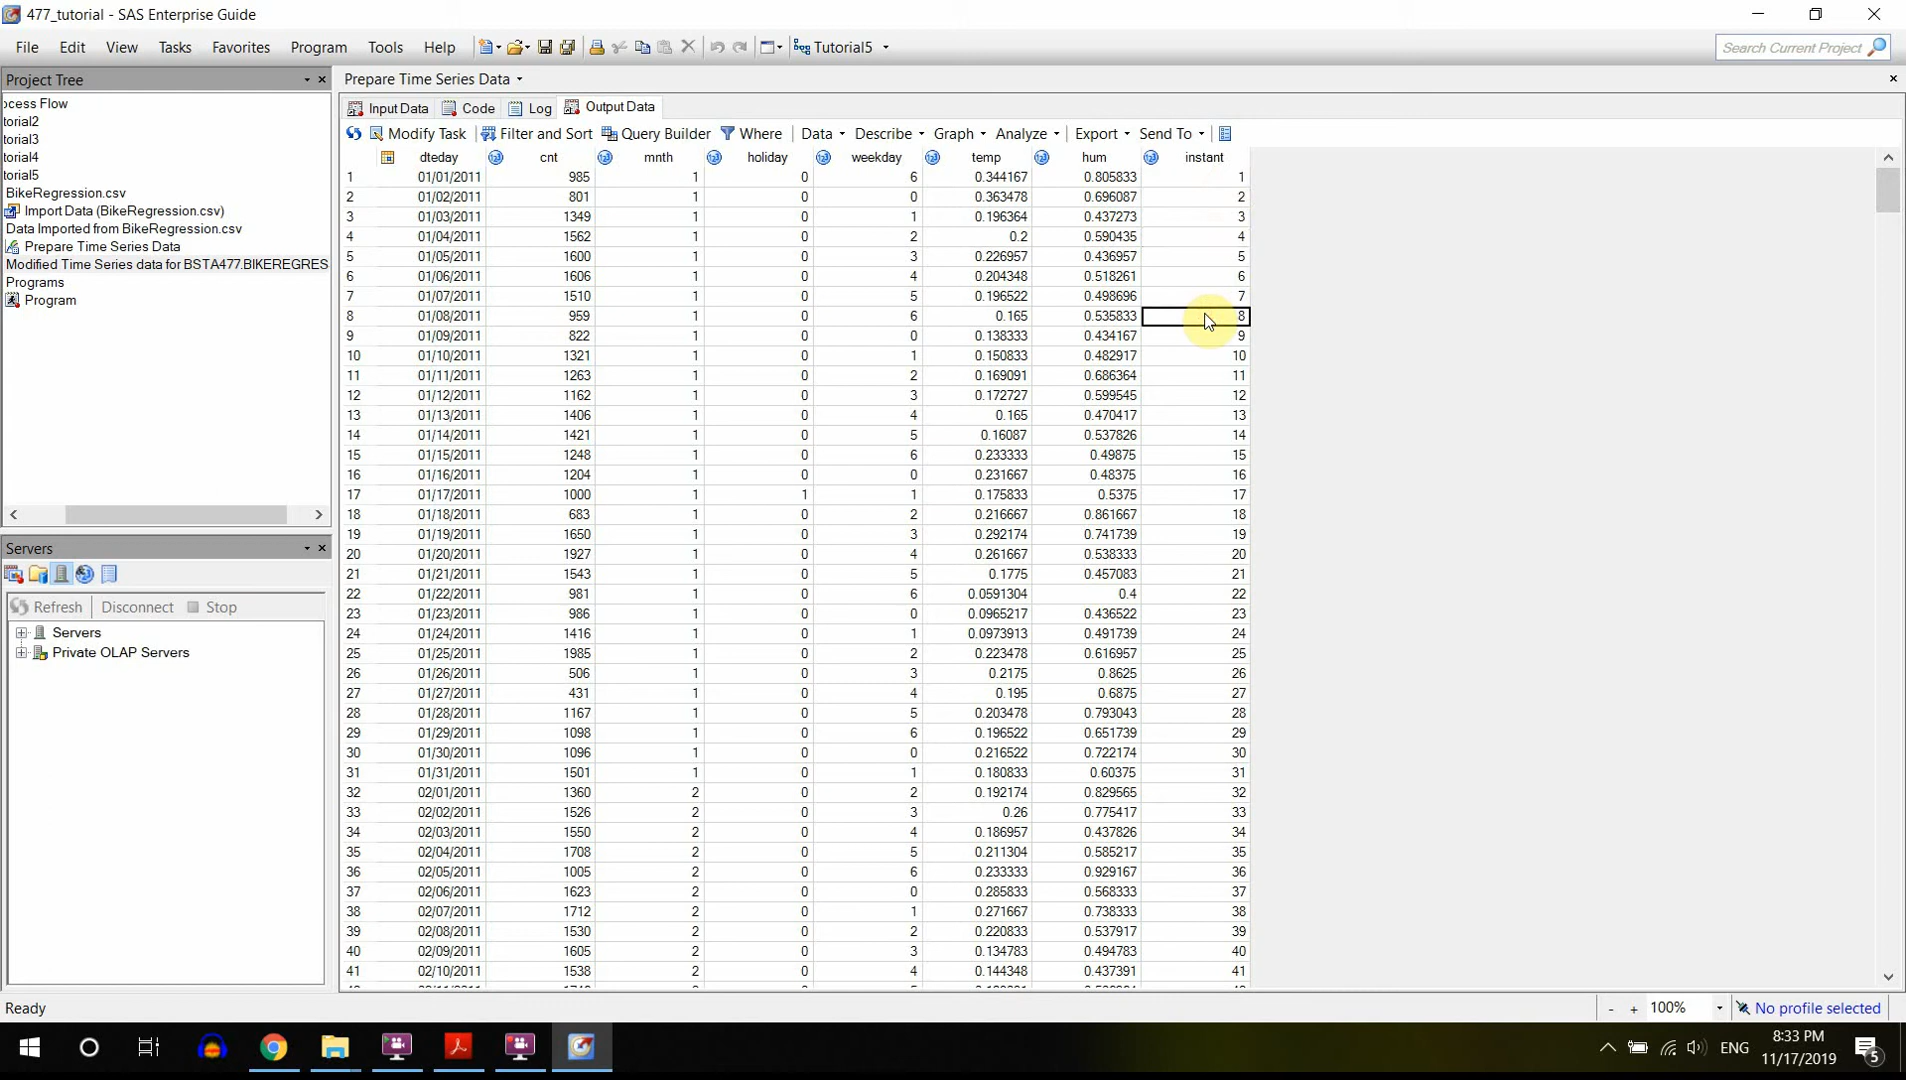 477_tutorial - SAS Enterprise Guide
File Edit View Tasks Favorites Program Tools Help Tutorial5 Search Current Project
Project Tree
ocess Flow
torial2
torial3
torial4
torial5
BikeRegression.csv
Import Data (BikeRegression.csv)
Data Imported from BikeRegression.csv
Prepare Time Series Data
Modified Time Series data for BSTA477.BIKEREGRES
Programs
Program
Servers
Refresh Disconnect Stop
Servers
Private OLAP Servers
Prepare Time Series Data
Input Data Code Log Output Data
Modify Task Filter and Sort Query Builder Where Data Describe Graph Analyze Export Send To
dteday cnt mnth holiday weekday temp hum instant
1 01/01/2011 985 1 0 6 0.344167 0.805833 1
2 01/02/2011 801 1 0 0 0.363478 0.696087 2
3 01/03/2011 1349 1 0 1 0.196364 0.437273 3
4 01/04/2011 1562 1 0 2 0.2 0.590435 4
5 01/05/2011 1600 1 0 3 0.226957 0.436957 5
6 01/06/2011 1606 1 0 4 0.204348 0.518261 6
7 01/07/2011 1510 1 0 5 0.196522 0.498696 7
8 01/08/2011 959 1 0 6 0.165 0.535833 8
9 01/09/2011 822 1 0 0 0.138333 0.434167 9
10 01/10/2011 1321 1 0 1 0.150833 0.482917 10
11 01/11/2011 1263 1 0 2 0.169091 0.686364 11
12 01/12/2011 1162 1 0 3 0.172727 0.599545 12
13 01/13/2011 1406 1 0 4 0.165 0.470417 13
14 01/14/2011 1421 1 0 5 0.16087 0.537826 14
15 01/15/2011 1248 1 0 6 0.233333 0.49875 15
16 01/16/2011 1204 1 0 0 0.231667 0.48375 16
17 01/17/2011 1000 1 1 1 0.175833 0.5375 17
18 01/18/2011 683 1 0 2 0.216667 0.861667 18
19 01/19/2011 1650 1 0 3 0.292174 0.741739 19
20 01/20/2011 1927 1 0 4 0.261667 0.538333 20
21 01/21/2011 1543 1 0 5 0.1775 0.457083 21
22 01/22/2011 981 1 0 6 0.0591304 0.4 22
23 01/23/2011 986 1 0 0 0.0965217 0.436522 23
24 01/24/2011 1416 1 0 1 0.0973913 0.491739 24
25 01/25/2011 1985 1 0 2 0.223478 0.616957 25
26 01/26/2011 506 1 0 3 0.2175 0.8625 26
27 01/27/2011 431 1 0 4 0.195 0.6875 27
28 01/28/2011 1167 1 0 5 0.203478 0.793043 28
29 01/29/2011 1098 1 0 6 0.196522 0.651739 29
30 01/30/2011 1096 1 0 0 0.216522 0.722174 30
31 01/31/2011 1501 1 0 1 0.180833 0.60375 31
32 02/01/2011 1360 2 0 2 0.192174 0.829565 32
33 02/02/2011 1526 2 0 3 0.26 0.775417 33
34 02/03/2011 1550 2 0 4 0.186957 0.437826 34
35 02/04/2011 1708 2 0 5 0.211304 0.585217 35
36 02/05/2011 1005 2 0 6 0.233333 0.929167 36
37 02/06/2011 1623 2 0 0 0.285833 0.568333 37
38 02/07/2011 1712 2 0 1 0.271667 0.738333 38
39 02/08/2011 1530 2 0 2 0.220833 0.537917 39
40 02/09/2011 1605 2 0 3 0.134783 0.494783 40
41 02/10/2011 1538 2 0 4 0.144348 0.437391 41
Ready - + 100% No profile selected
ENG 8:33 PM
11/17/2019 5